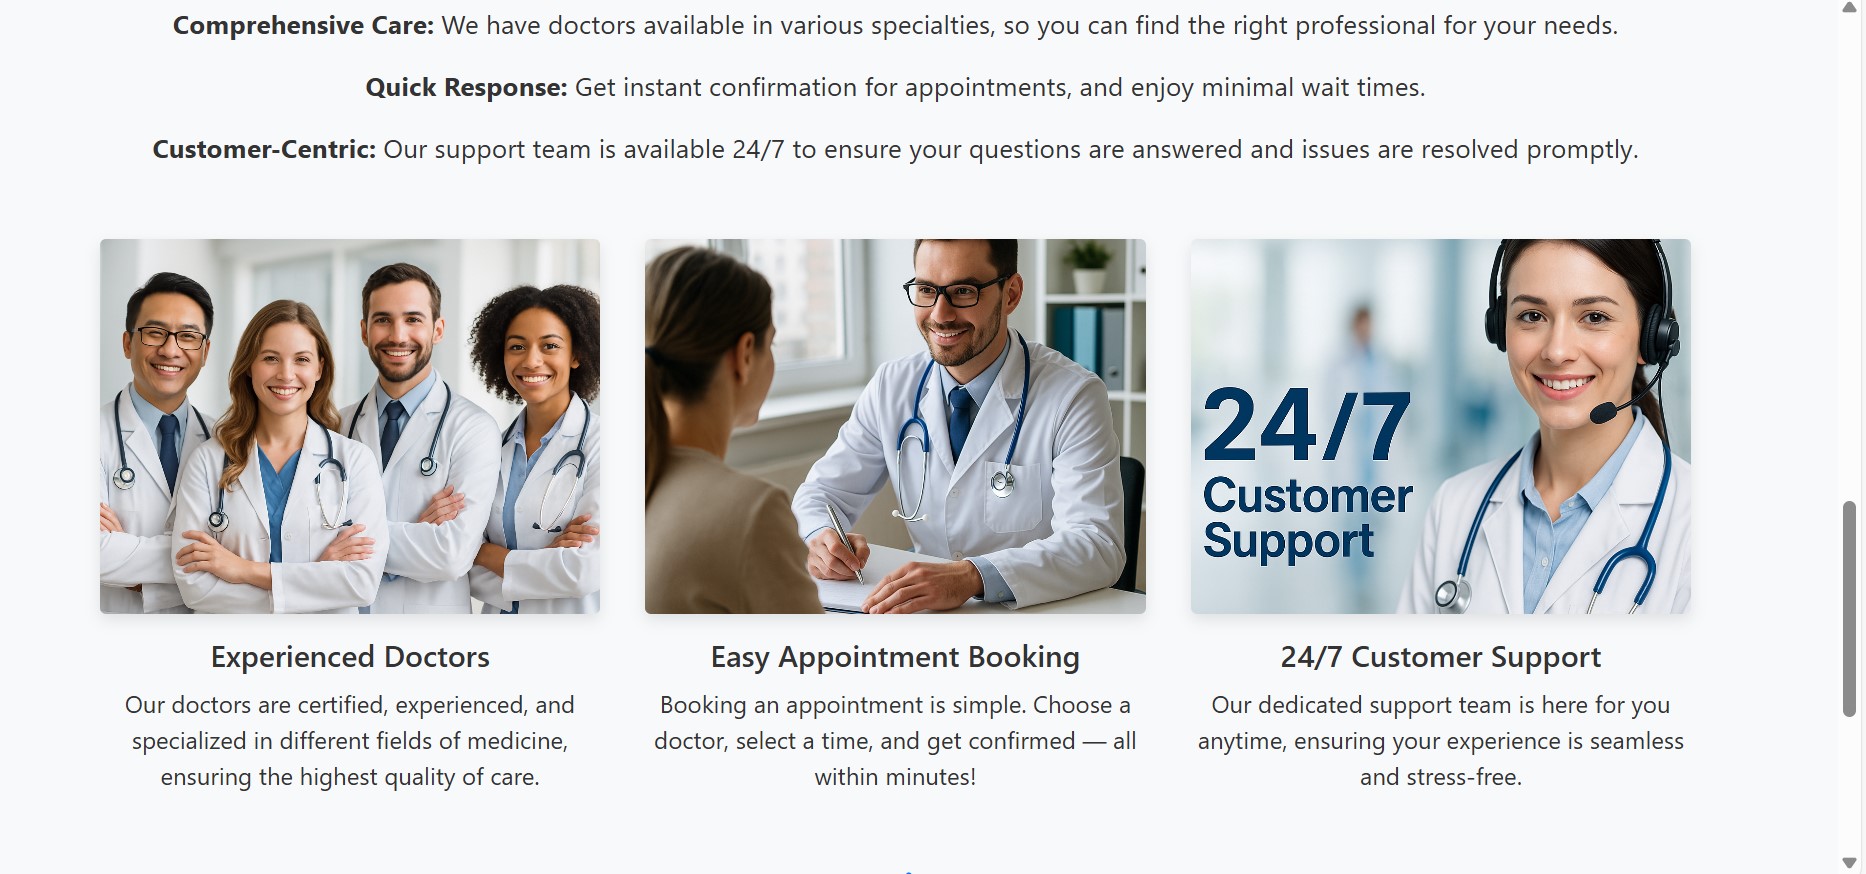 Comprehensive Care: We have doctors available in various specialties, so you can find the right professional for your needs.
Quick Response: Get instant confirmation for appointments, and enjoy minimal wait times.
Customer-Centric: Our support team is available 24/7 to ensure your questions are answered and issues are resolved promptly.
24/7
Customer
Support
Experienced Doctors
Our doctors are certified, experienced, and
specialized in different fields of medicine,
ensuring the highest quality of care.
Easy Appointment Booking
Booking an appointment is simple. Choose a
doctor, select a time, and get confirmed — all
within minutes!
24/7 Customer Support
Our dedicated support team is here for you
anytime, ensuring your experience is seamless
and stress-free.